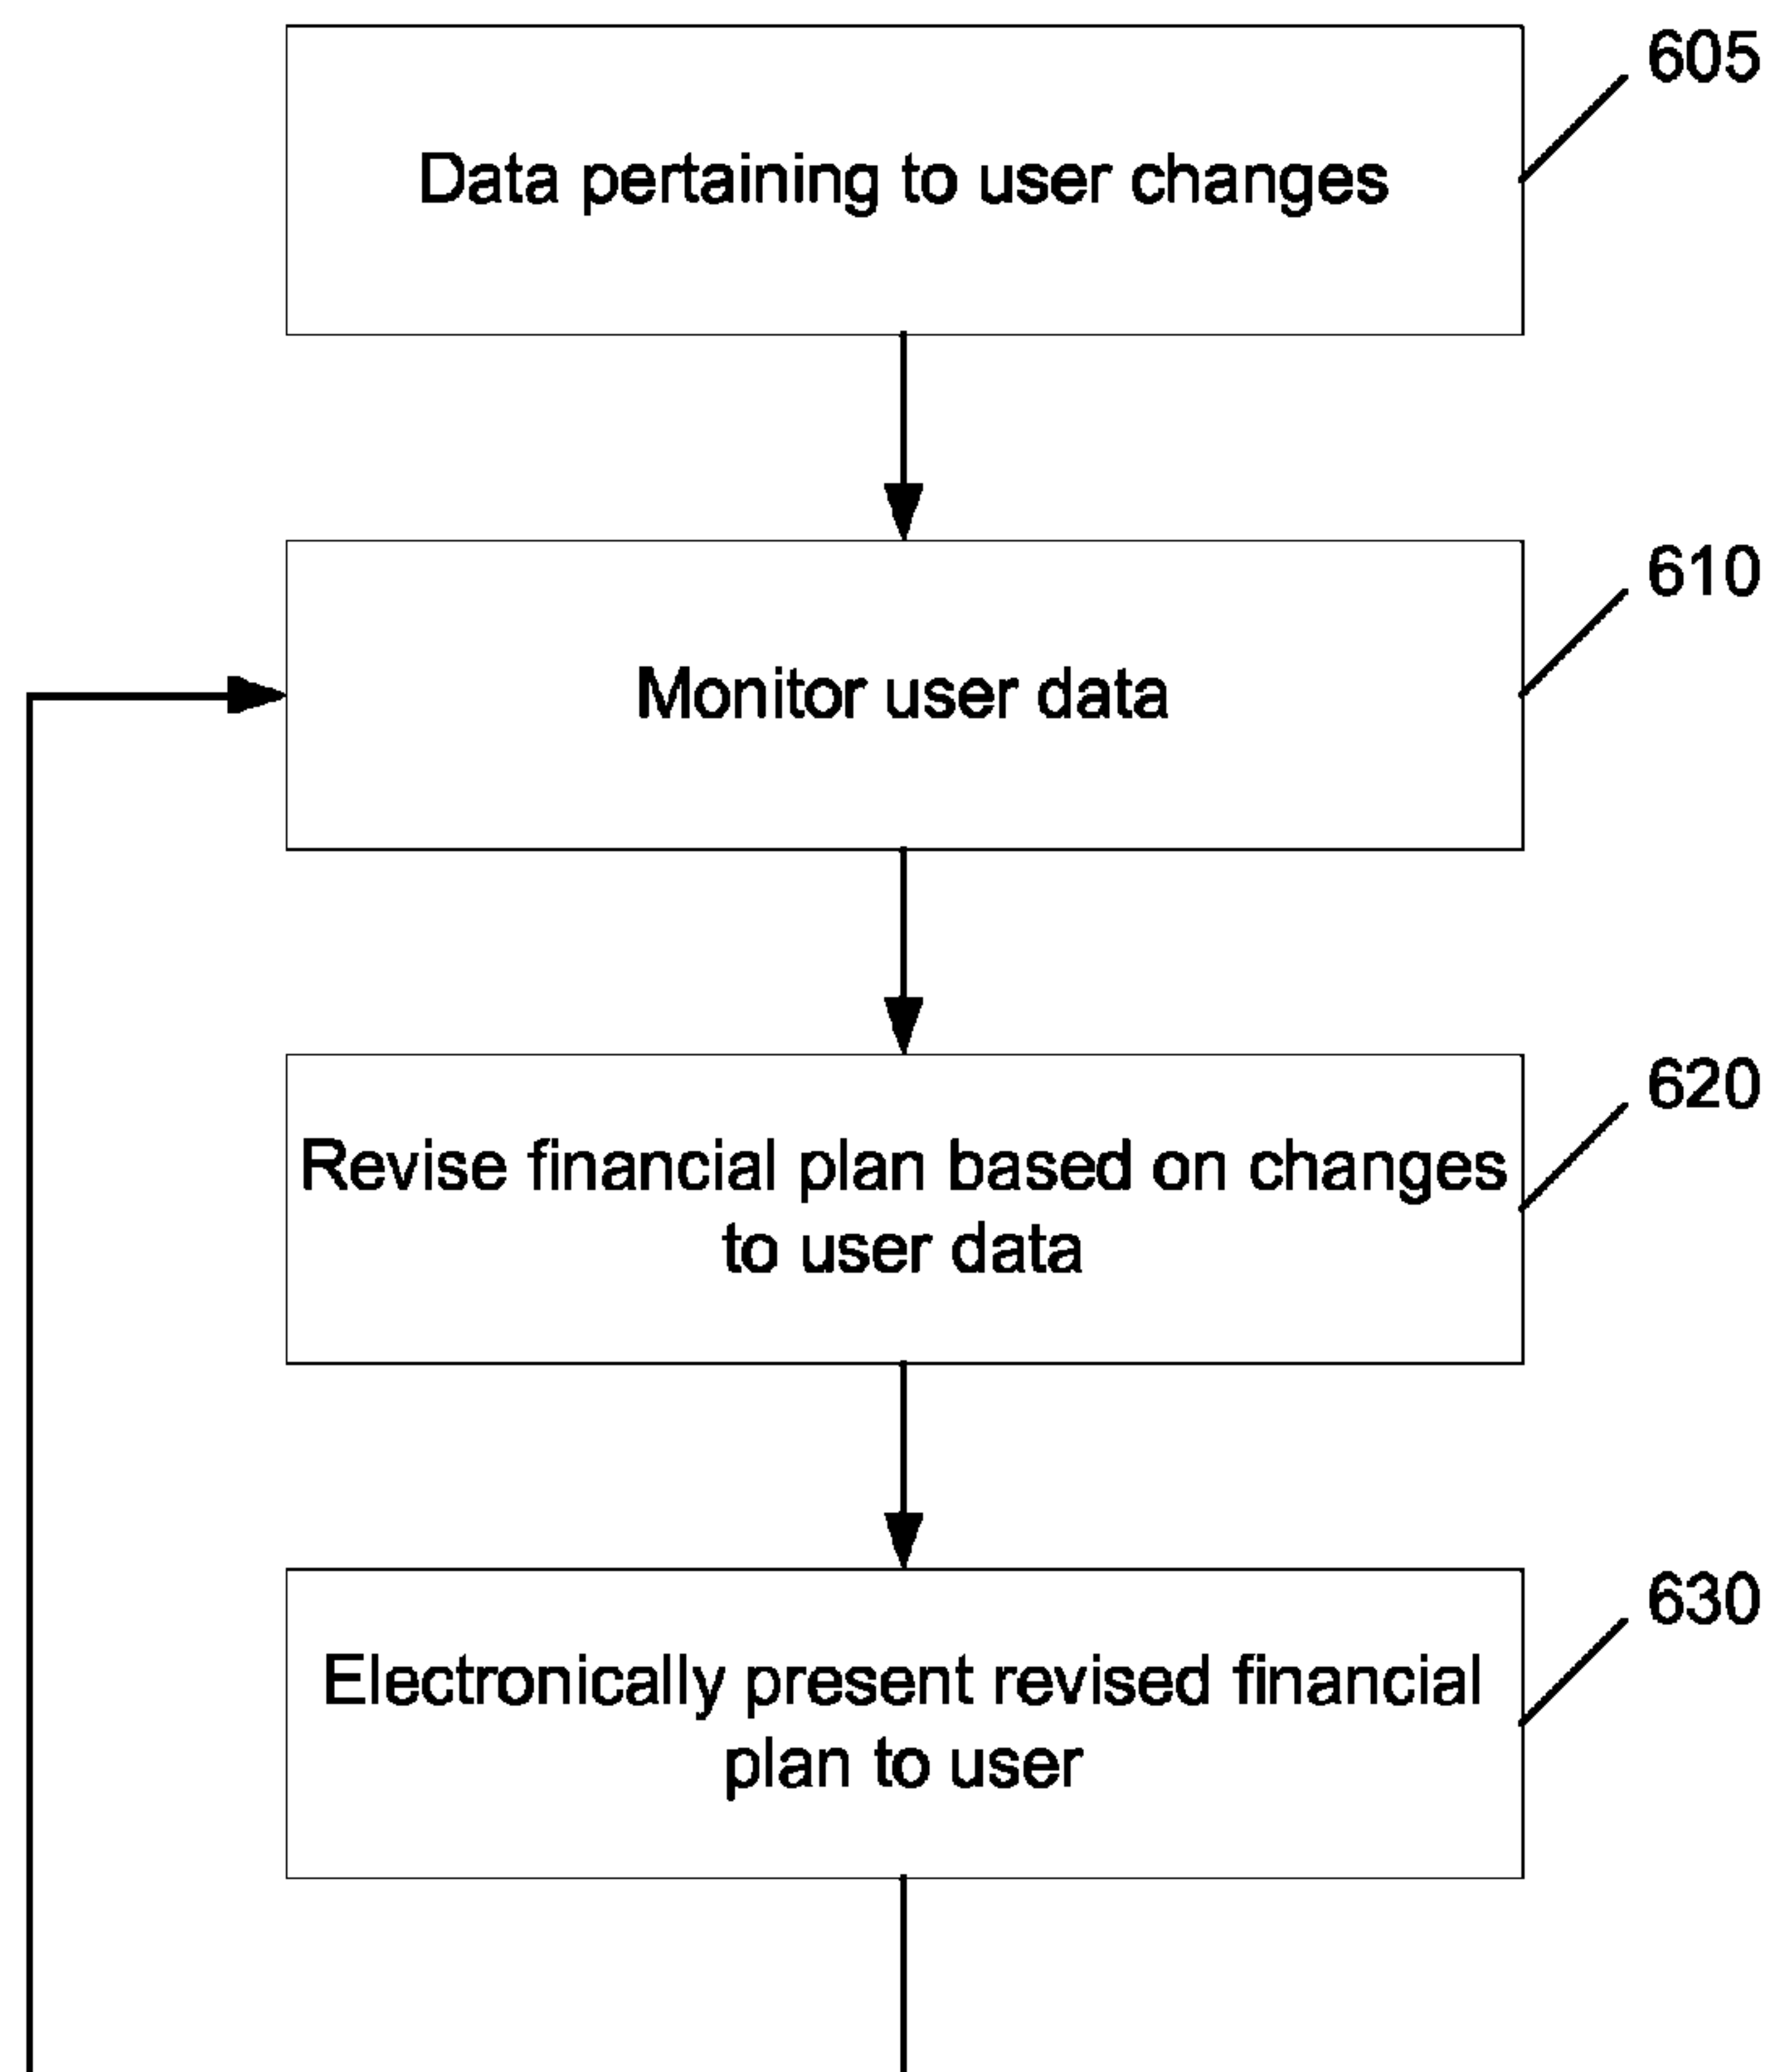 605
Data pertaining to user changes
610
Monitor user data
620
Revise financial plan based on changes
to user data
630
Electronically present revised financial
plan to user